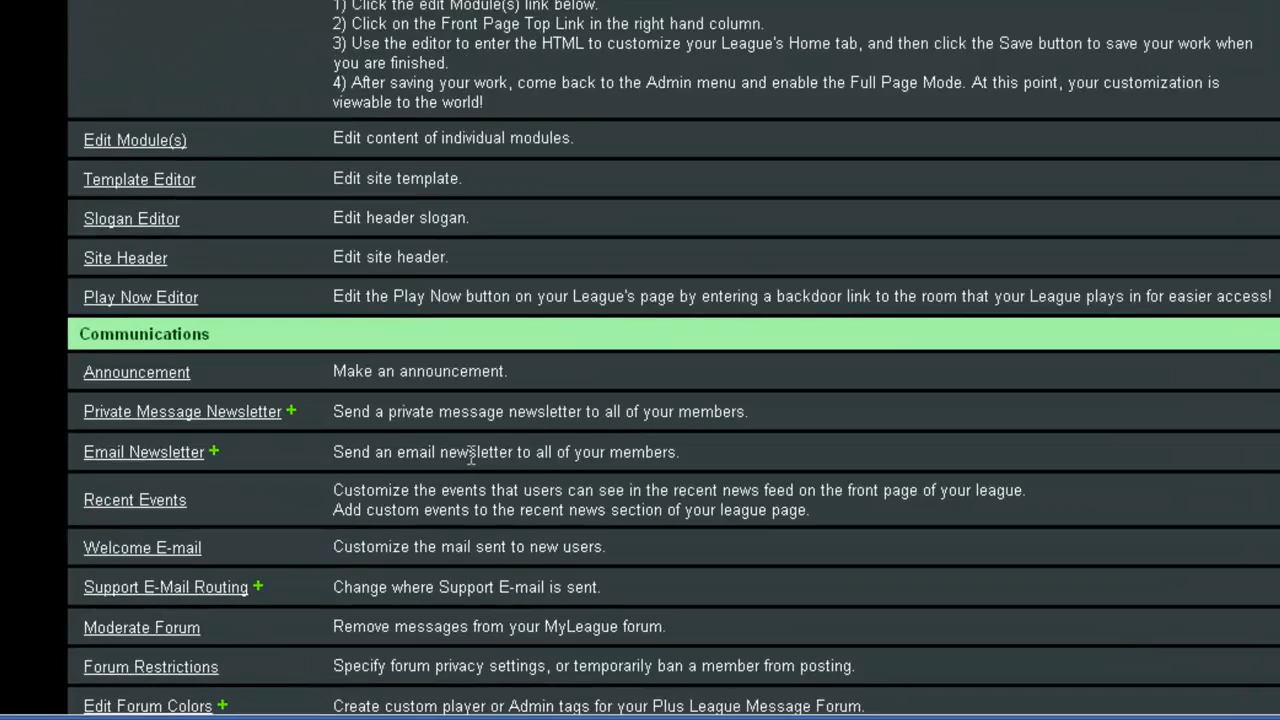 1) Click the edit Module(s) link below.
2) Click on the Front Page Top Link in the right hand column.
3) Use the editor to enter the HTML to customize your League's Home tab, and then click the Save button to save your work when
you are finished.
4) After saving your work, come back to the Admin menu and enable the Full Page Mode. At this point, your customization is
viewable to the world!
Edit Module(s) Edit content of individual modules.
Template Editor Edit site template.
Slogan Editor Edit header slogan.
Site Header Edit site header.
Play Now Editor Edit the Play Now button on your League's page by entering a backdoor link to the room that your League plays in for easier access!
Communications
Announcement Make an announcement.
Private Message Newsletter + Send a private message newsletter to all of your members.
Email Newsletter + Send an email newsletter to all of your members.
Recent Events Customize the events that users can see in the recent news feed on the front page of your league.
Add custom events to the recent news section of your league page.
Welcome E-mail Customize the mail sent to new users.
Support E-Mail Routing + Change where Support E-mail is sent.
Moderate Forum Remove messages from your MyLeague forum.
Forum Restrictions Specify forum privacy settings, or temporarily ban a member from posting.
Edit Forum Colors + Create custom player or Admin tags for your Plus League Message Forum.